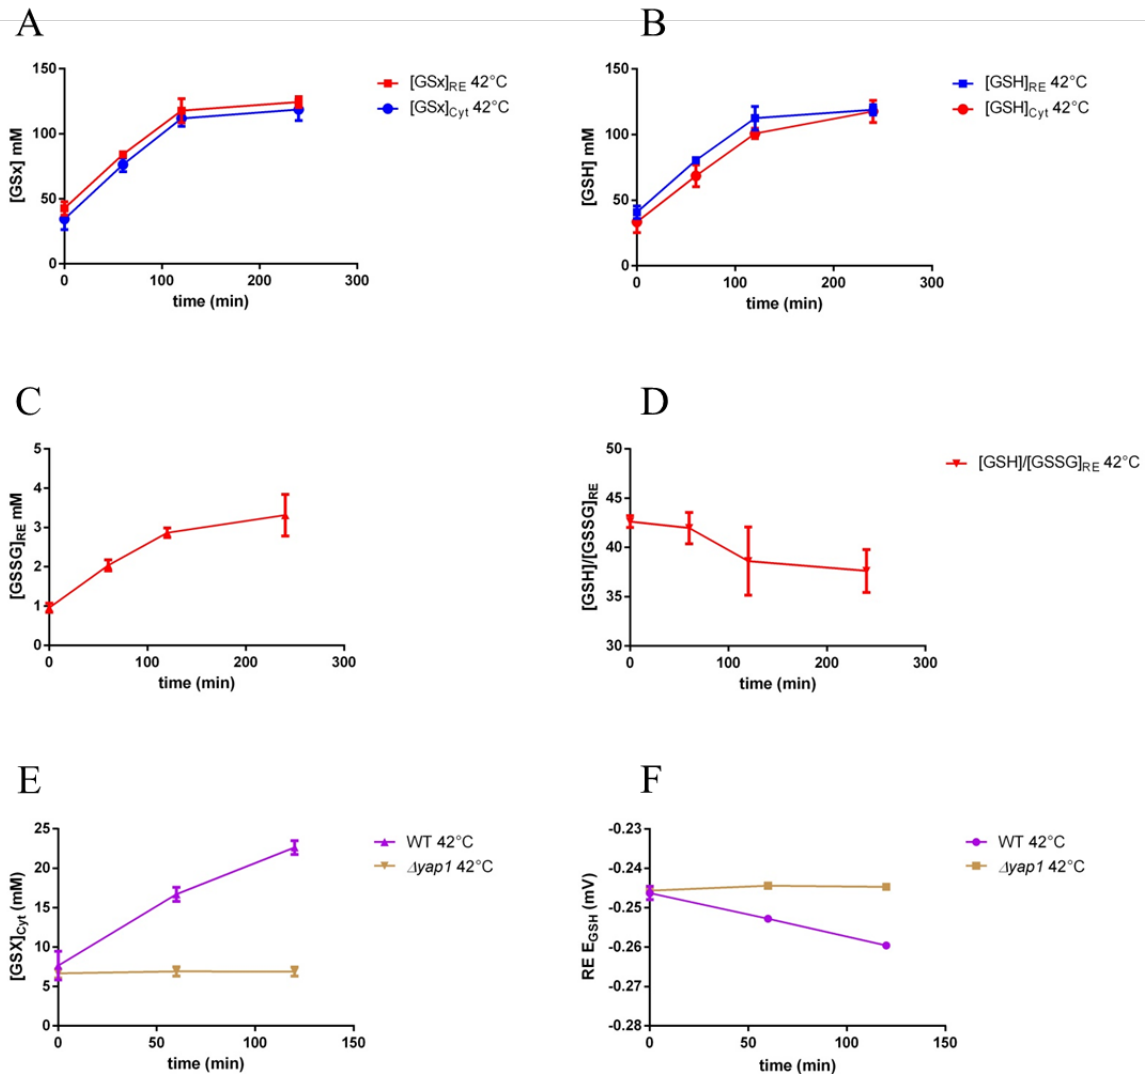 A
150
100
50
0
[GSx] mM
0 100 200 300
time (min)
[GSx]RE 42°C
[GSx]Cyt 42°C
B
150
100
50
0
[GSH] mM
0 100 200 300
time (min)
[GSH]RE 42°C
[GSH]Cyt 42°C
C
5
4
3
2
1
0
[GSSG]RE mM
0 100 200 300
time (min)
D
50
45
40
35
30
[GSH]/[GSSG]RE
0 100 200 300
time (min)
[GSH]/[GSSG]RE 42°C
E
25
20
15
10
5
0
[GSX]Cyt (mM)
0 50 100 150
time (min)
WT 42°C
Δyap1 42°C
F
-0.23
-0.24
-0.25
-0.26
-0.27
-0.28
RE EGSH (mV)
0 50 100 150
time (min)
WT 42°C
Δyap1 42°C